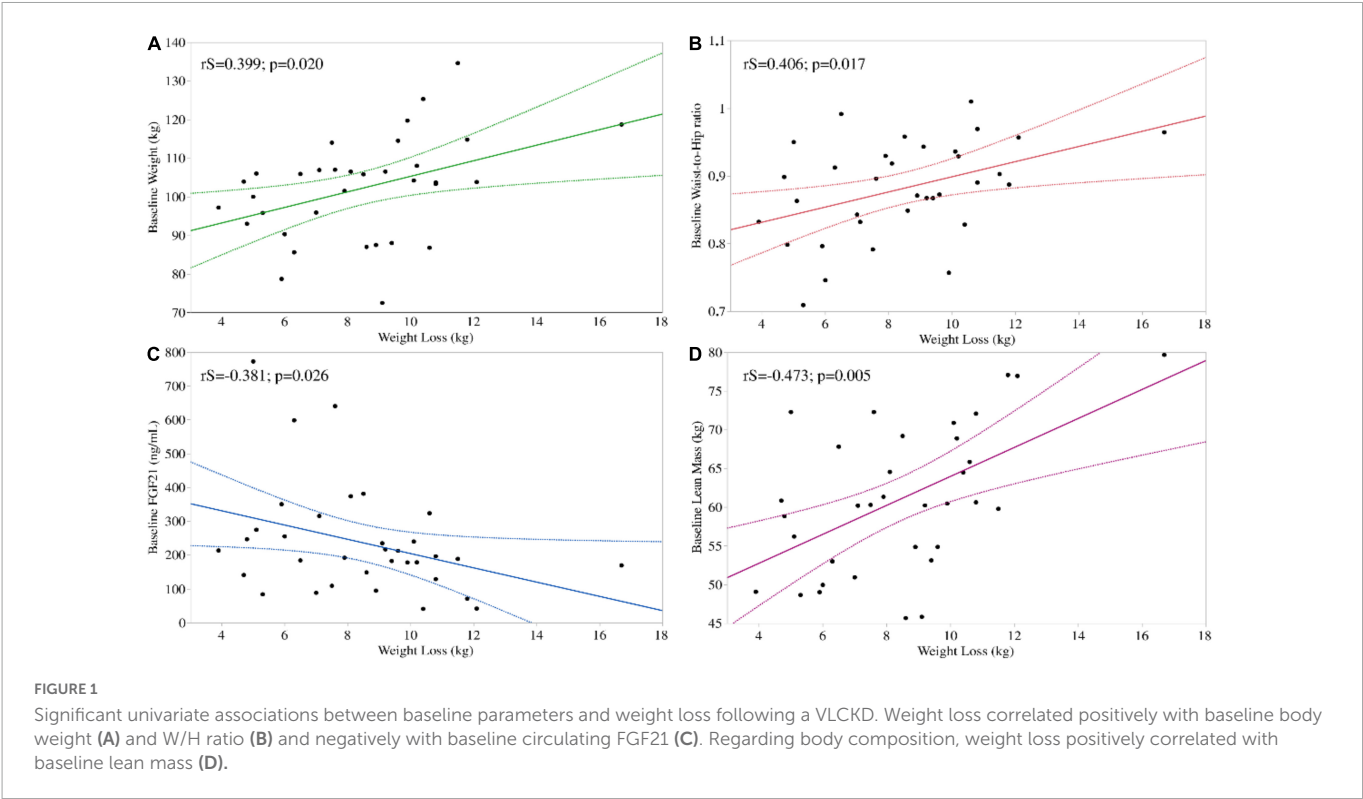 A
140
130
120
110
100
90
80
70
rS=0.399; p=0.020
Baseline Weight (kg)
4 6 8 10 12 14 16 18
Weight Loss (kg)
B
1.1
1
0.9
0.8
0.7
rS=0.406; p=0.017
Baseline Waist-to-Hip ratio
4 6 8 10 12 14 16 18
Weight Loss (kg)
C
800
700
600
500
400
300
200
100
0
rS=-0.381; p=0.026
Baseline FGF21 (ng/mL)
4 6 8 10 12 14 16 18
Weight Loss (kg)
D
80
75
70
65
60
55
50
45
rS=-0.473; p=0.005
Baseline Lean Mass (kg)
4 6 8 10 12 14 16 18
Weight Loss (kg)
FIGURE 1
Significant univariate associations between baseline parameters and weight loss following a VLCKD. Weight loss correlated positively with baseline body
weight (A) and W/H ratio (B) and negatively with baseline circulating FGF21 (C). Regarding body composition, weight loss positively correlated with
baseline lean mass (D).